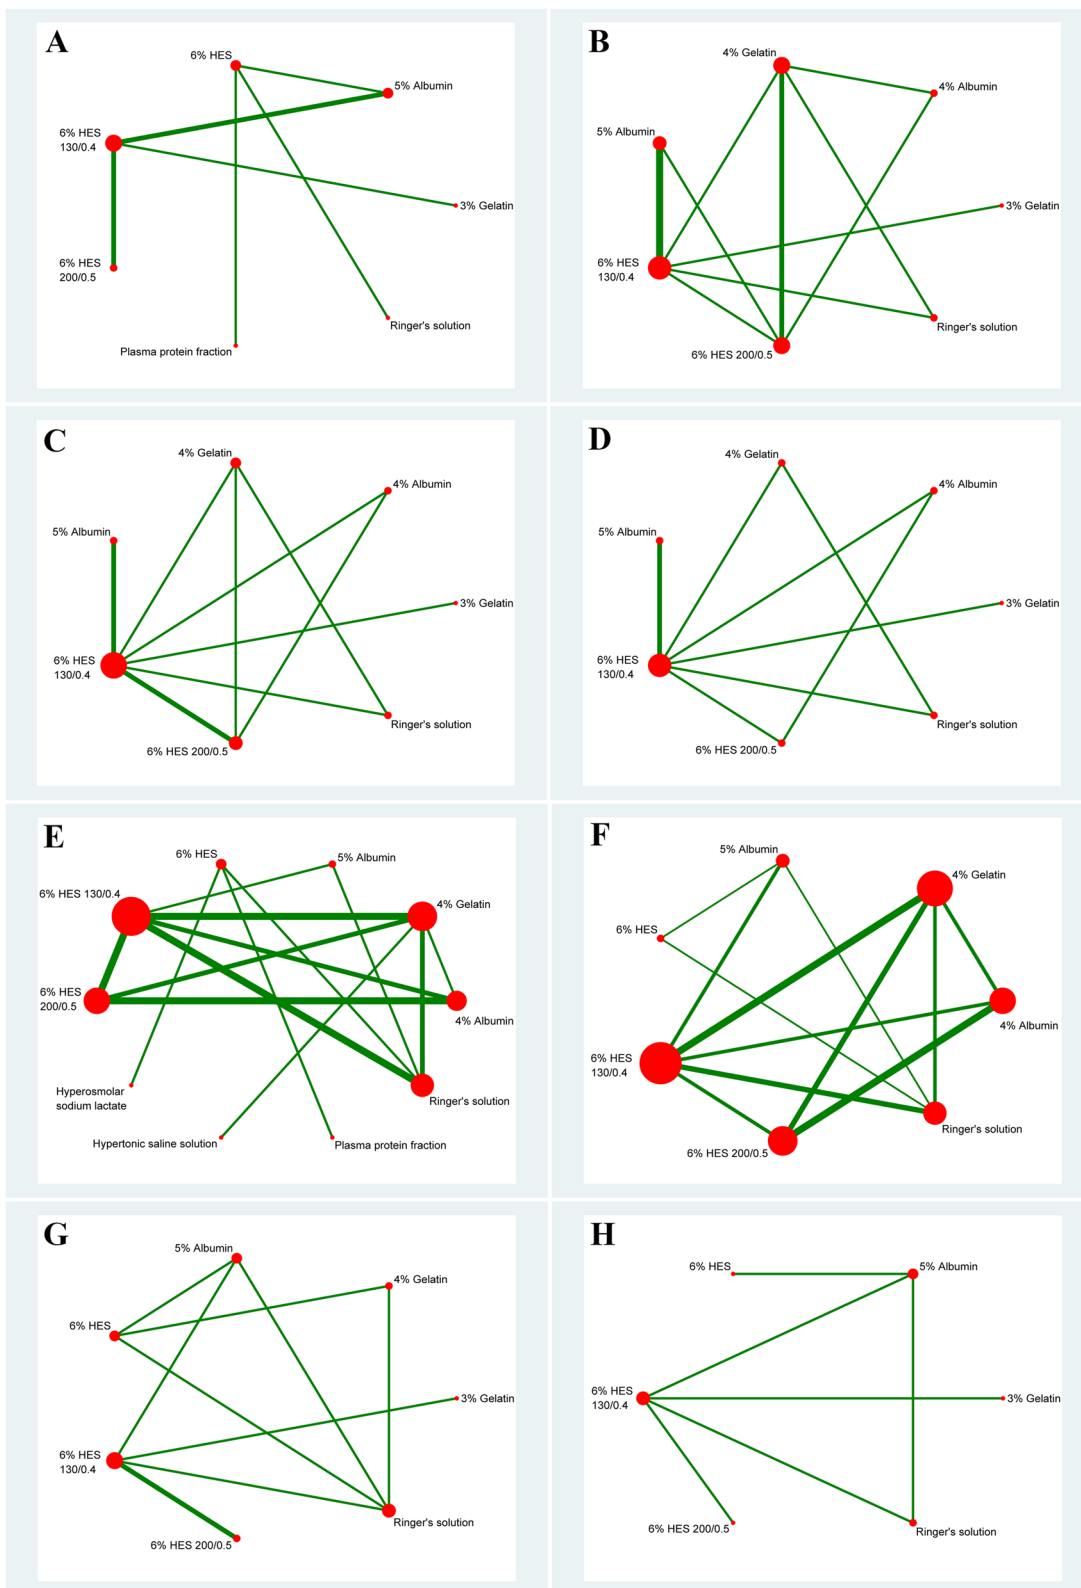 A
6% HES
5% Albumin
6% HES
130/0.4
3% Gelatin
6% HES
200/0.5
Ringer's solution
Plasma protein fraction
B
4% Gelatin
4% Albumin
5% Albumin
3% Gelatin
6% HES
130/0.4
Ringer's solution
6% HES 200/0.5
C
4% Gelatin
4% Albumin
5% Albumin
3% Gelatin
6% HES
130/0.4
Ringer's solution
6% HES 200/0.5
D
4% Gelatin
4% Albumin
5% Albumin
3% Gelatin
6% HES
130/0.4
Ringer's solution
6% HES 200/0.5
E
6% HES
5% Albumin
6% HES 130/0.4
4% Gelatin
6% HES
200/0.5
4% Albumin
Hyperosmolar
sodium lactate
Ringer's solution
Hypertonic saline solution
Plasma protein fraction
F
5% Albumin
4% Gelatin
6% HES
4% Albumin
6% HES
130/0.4
Ringer's solution
6% HES 200/0.5
G
5% Albumin
4% Gelatin
6% HES
3% Gelatin
6% HES
130/0.4
Ringer's solution
6% HES 200/0.5
H
6% HES
5% Albumin
6% HES
130/0.4
3% Gelatin
6% HES 200/0.5
Ringer's solution